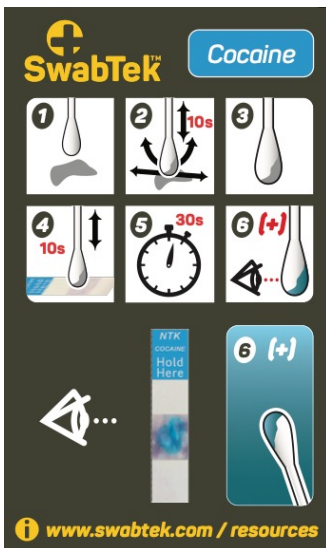 SwabTek™
Cocaine
1
2
10s
3
4
10s
5
30s
6 (+)
NTK
COCAINE
Hold
Here
6 (+)
i www.swabtek.com / resources